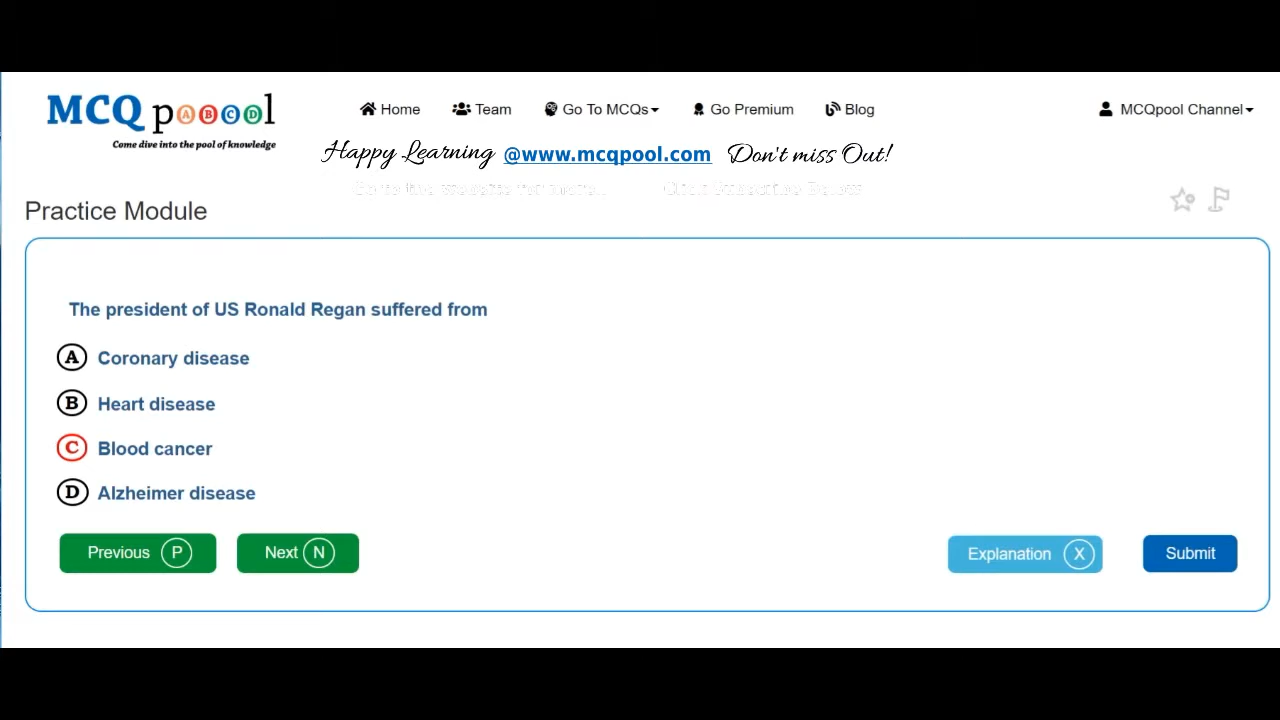 MCQ pooool
Come dive into the pool of knowledge
Home Team Go To MCQs Go Premium Blog MCQpool Channel
Happy Learning @www.mcqpool.com Don't miss Out!
Practice Module
The president of US Ronald Regan suffered from
A Coronary disease
B Heart disease
C Blood cancer
D Alzheimer disease
Previous P Next N Explanation X Submit